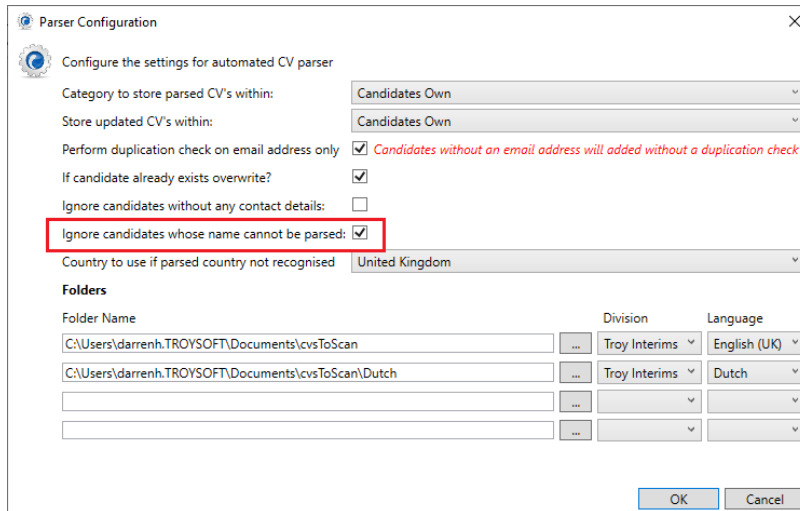 Parser Configuration
Configure the settings for automated CV parser
Category to store parsed CV's within: Candidates Own
Store updated CV's within: Candidates Own
Perform duplication check on email address only Candidates without an email address will added without a duplication check
If candidate already exists overwrite?
Ignore candidates without any contact details:
Ignore candidates whose name cannot be parsed:
Country to use if parsed country not recognised United Kingdom
Folders
Folder Name Division Language
C:\Users\darrenh.TROYSOFT\Documents\cvsToScan ... Troy Interims English (UK)
C:\Users\darrenh.TROYSOFT\Documents\cvsToScan\Dutch ... Troy Interims Dutch
...
...
OK Cancel